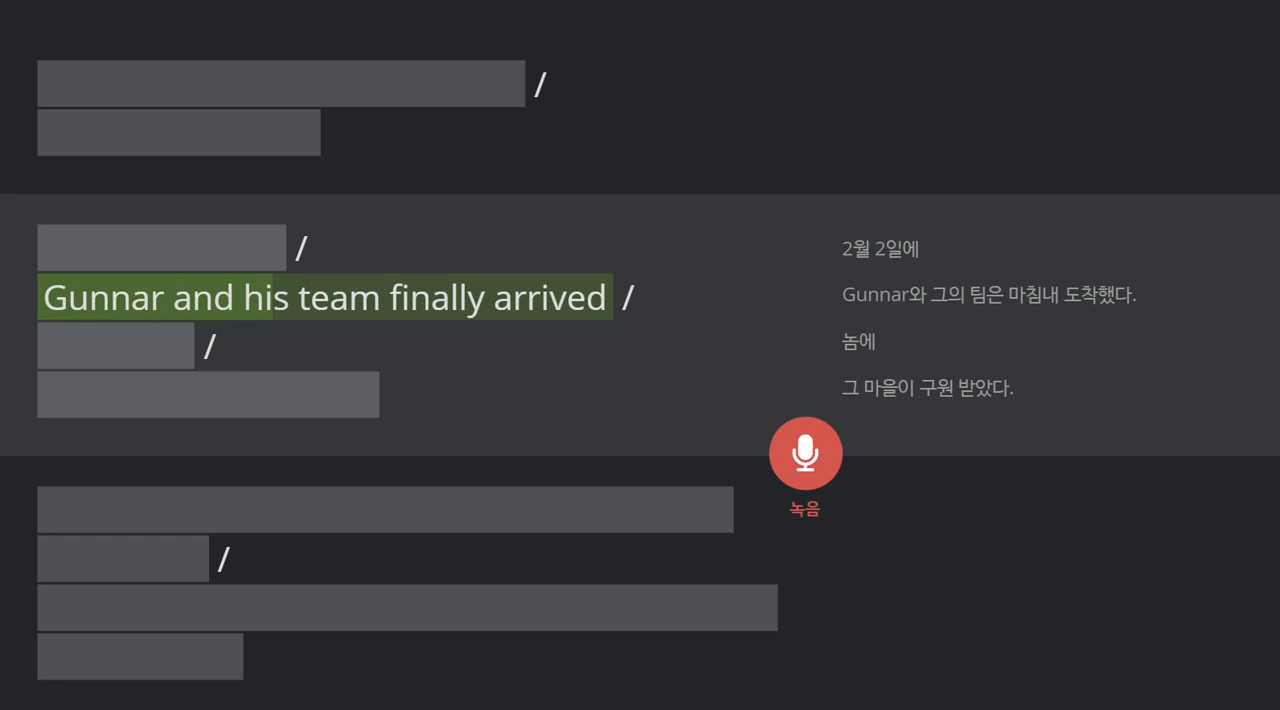 /
/
Gunnar and his team finally arrived /
/
2월 2일에
Gunnar와 그의 팀은 마침내 도착했다.
놈에
그 마을이 구원 받았다.
녹음
/